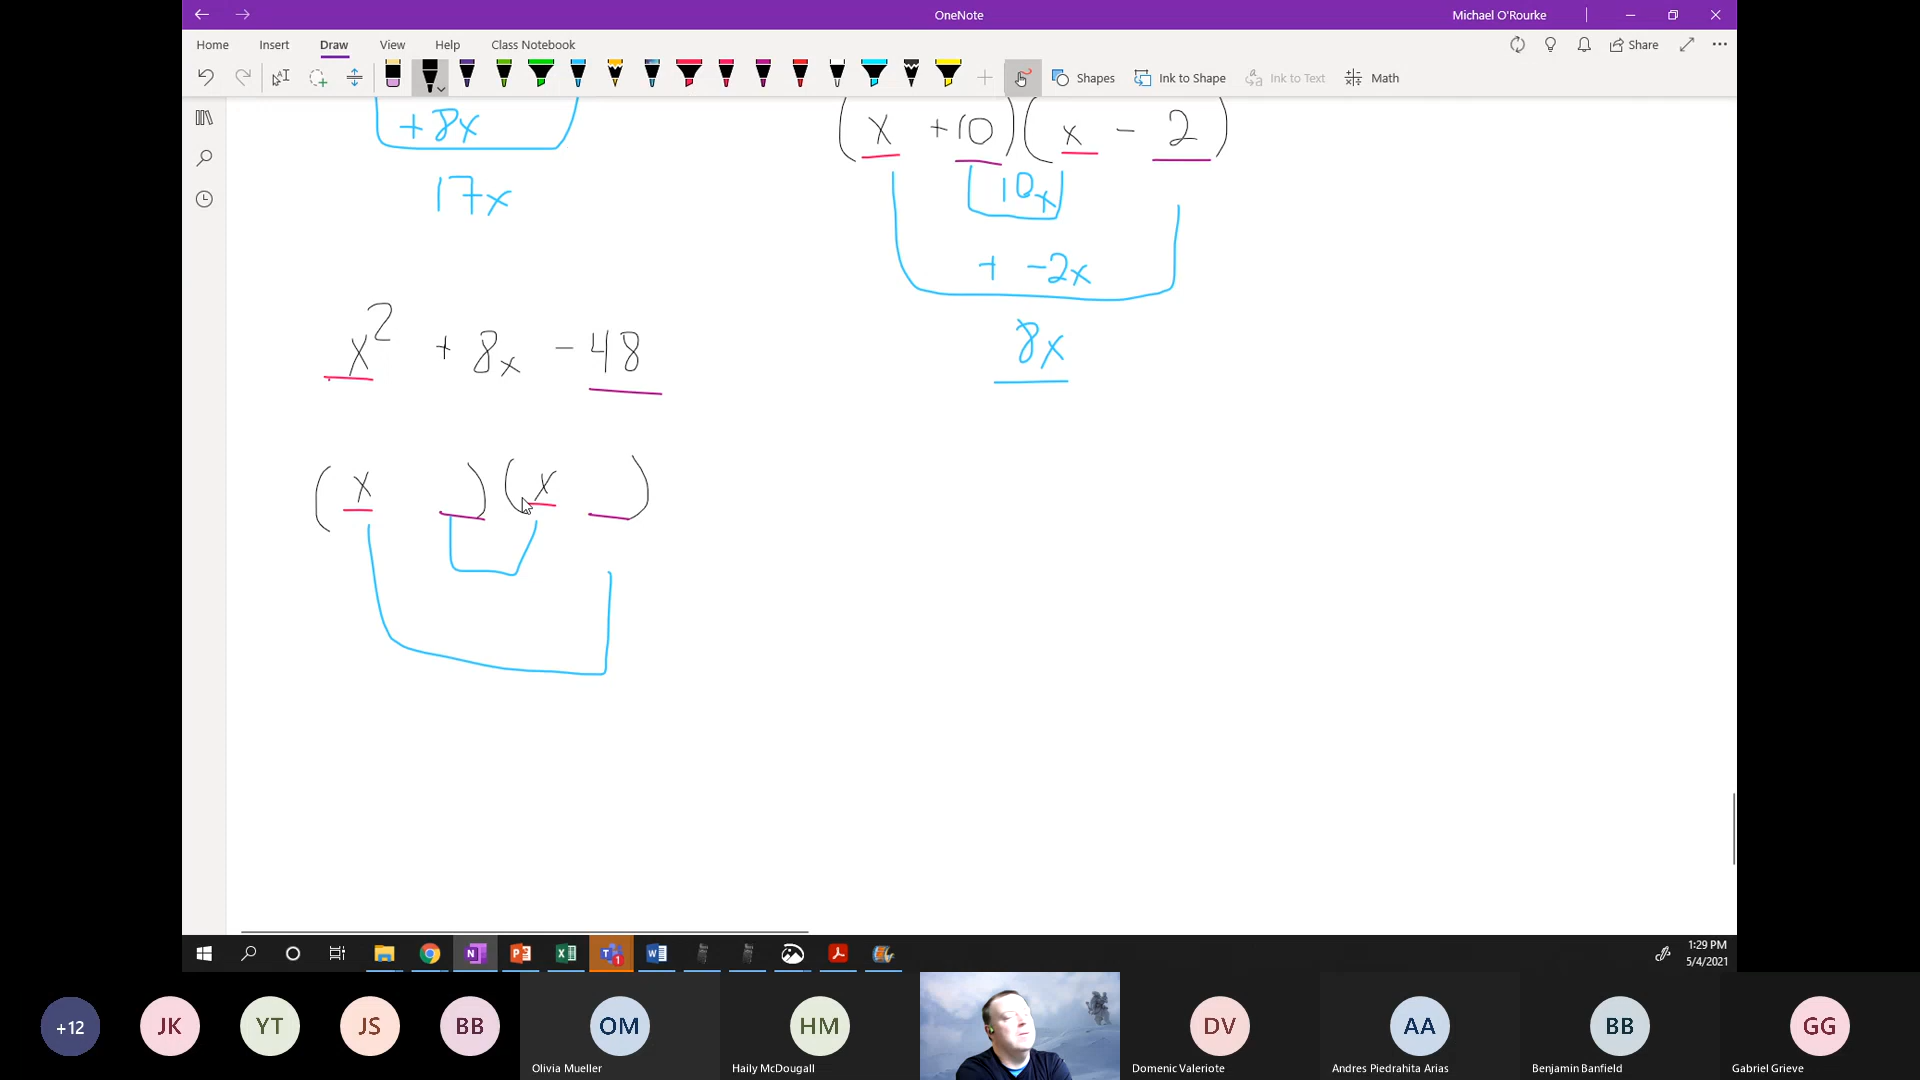 OneNote
Michael O'Rourke
Home Insert Draw View Help Class Notebook
Share
Shapes Ink to Shape Ink to Text Math
+ 8x
17x
(x + 10)(x - 2)
10x
+ -2x
8x
x² + 8x - 48
(x _)(x _)
1:29 PM
5/4/2021
+12 JK YT JS BB OM HM DV AA BB GG
Olivia Mueller Haily McDougall Domenic Valeriote Andres Piedrahita Arias Benjamin Banfield Gabriel Grieve